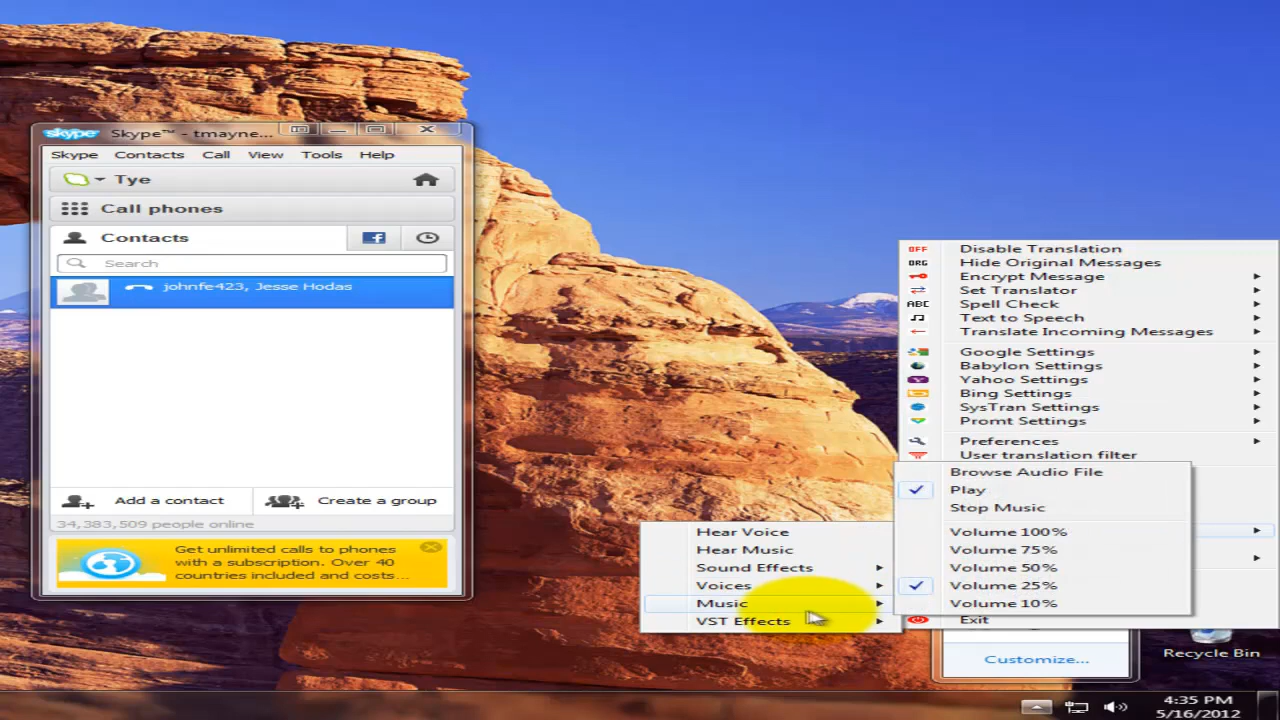 skype Skype™ - tmayne...
Skype Contacts Call View Tools Help
Tye
Call phones
Contacts
Search
johnfe423, Jesse Hodas
Add a contact
Create a group
34,383,509 people online
Get unlimited calls to phones
with a subscription. Over 40
countries included and costs...
OFF Disable Translation
ORG Hide Original Messages
Encrypt Message
Set Translator
ABC Spell Check
Text to Speech
Translate Incoming Messages
Google Settings
Babylon Settings
Yahoo Settings
Bing Settings
SysTran Settings
Promt Settings
Preferences
User translation filter
Browse Audio File
Play
Stop Music
Volume 100%
Volume 75%
Volume 50%
Volume 25%
Volume 10%
Exit
Hear Voice
Hear Music
Sound Effects
Voices
Music
VST Effects
Customize...
Recycle Bin
4:35 PM
5/16/2012